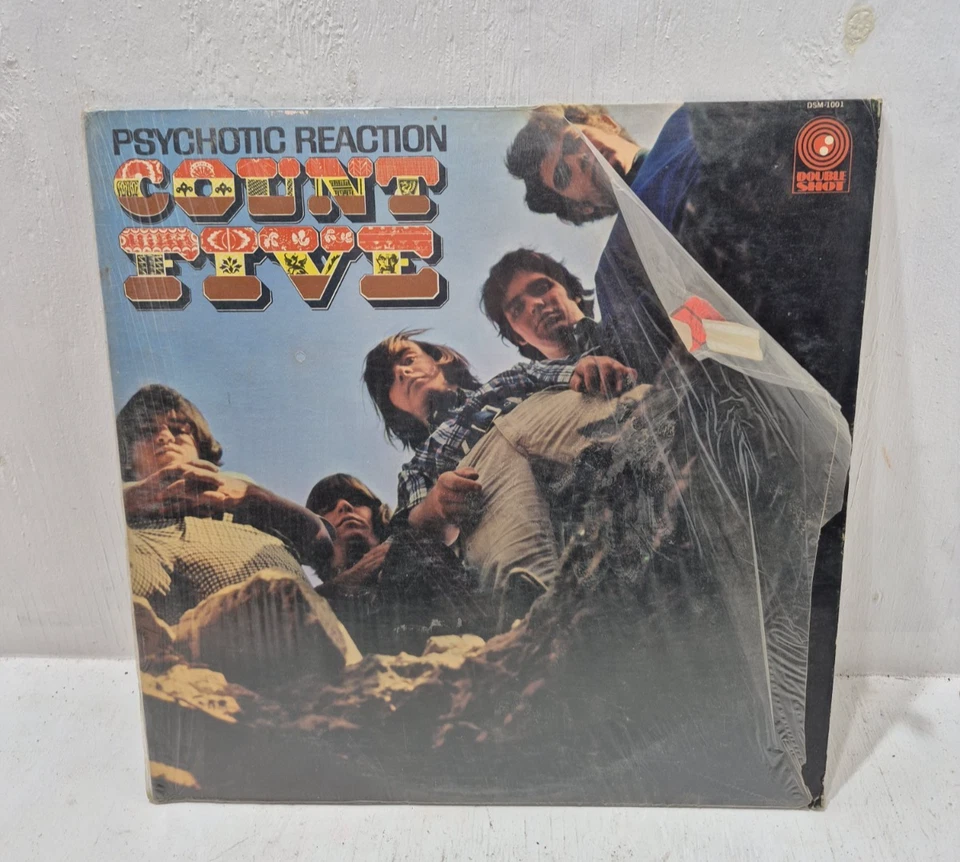 PSYCHOTIC REACTION
COUNT
FIVE
DSM-1001
DOUBLE
SHOT